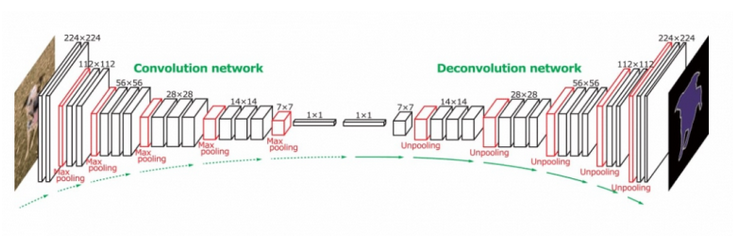 Convolution network
Deconvolution network
224×224
112×112
56×56
28×28
14×14
7×7
1×1
1×1
7×7
14×14
28×28
56×56
112×112
224×224
Max
pooling
Max
pooling
Max
pooling
Max
pooling
Max
pooling
Unpooling
Unpooling
Unpooling
Unpooling
Unpooling